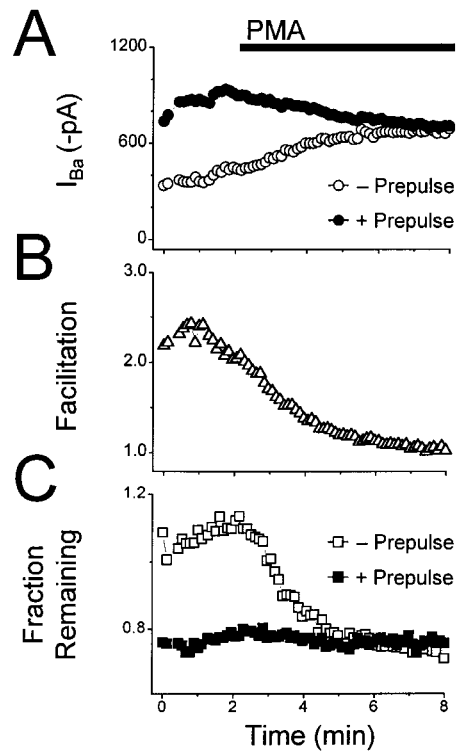 A
PMA
1200
600
0
I_Ba (-pA)
– Prepulse
+ Prepulse
B
3.0
2.0
1.0
Facilitation
C
1.2
0.8
Fraction
Remaining
– Prepulse
+ Prepulse
0 2 4 6 8
Time (min)